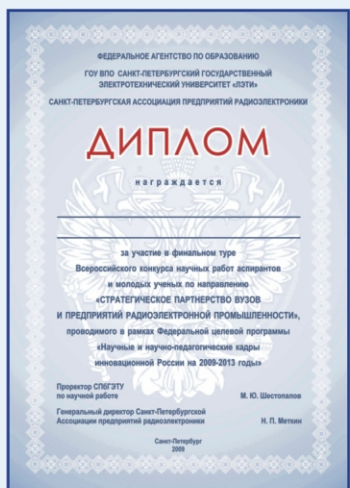 ФЕДЕРАЛЬНОЕ АГЕНТСТВО ПО ОБРАЗОВАНИЮ
ГОУ ВПО САНКТ-ПЕТЕРБУРГСКИЙ ГОСУДАРСТВЕННЫЙ
ЭЛЕКТРОТЕХНИЧЕСКИЙ УНИВЕРСИТЕТ «ЛЭТИ»
САНКТ-ПЕТЕРБУРГСКАЯ АССОЦИАЦИЯ ПРЕДПРИЯТИЙ РАДИОЭЛЕКТРОНИКИ
ДИПЛОМ
награждается
за участие в финальном туре
Всероссийского конкурса научных работ аспирантов
и молодых ученых по направлению
«СТРАТЕГИЧЕСКОЕ ПАРТНЕРСТВО ВУЗОВ
И ПРЕДПРИЯТИЙ РАДИОЭЛЕКТРОННОЙ ПРОМЫШЛЕННОСТИ»,
проводимого в рамках Федеральной целевой программы
«Научные и научно-педагогические кадры
инновационной России на 2009-2013 годы»
Проректор СПбГЭТУ
по научной работе М. Ю. Шестопалов
Генеральный директор Санкт-Петербургской
Ассоциации предприятий радиоэлектроники Н. П. Меткин
Санкт-Петербург
2009